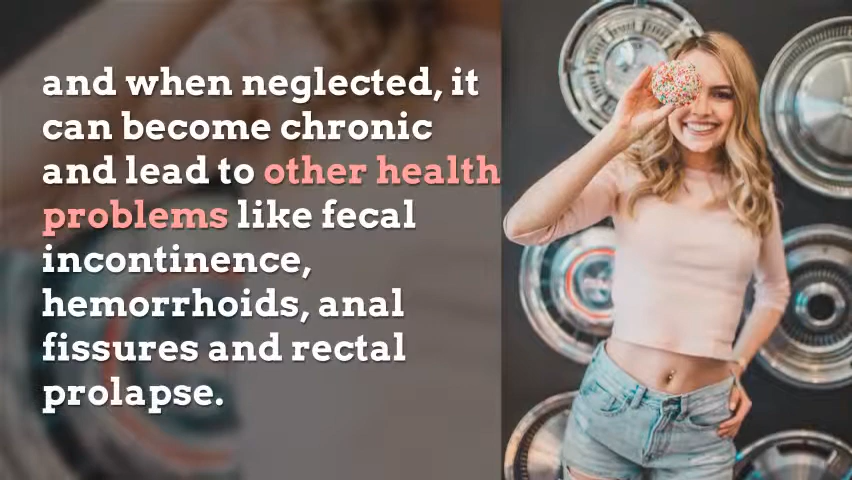 and when neglected, it
can become chronic
and lead to other health
problems like fecal
incontinence,
hemorrhoids, anal
fissures and rectal
prolapse.